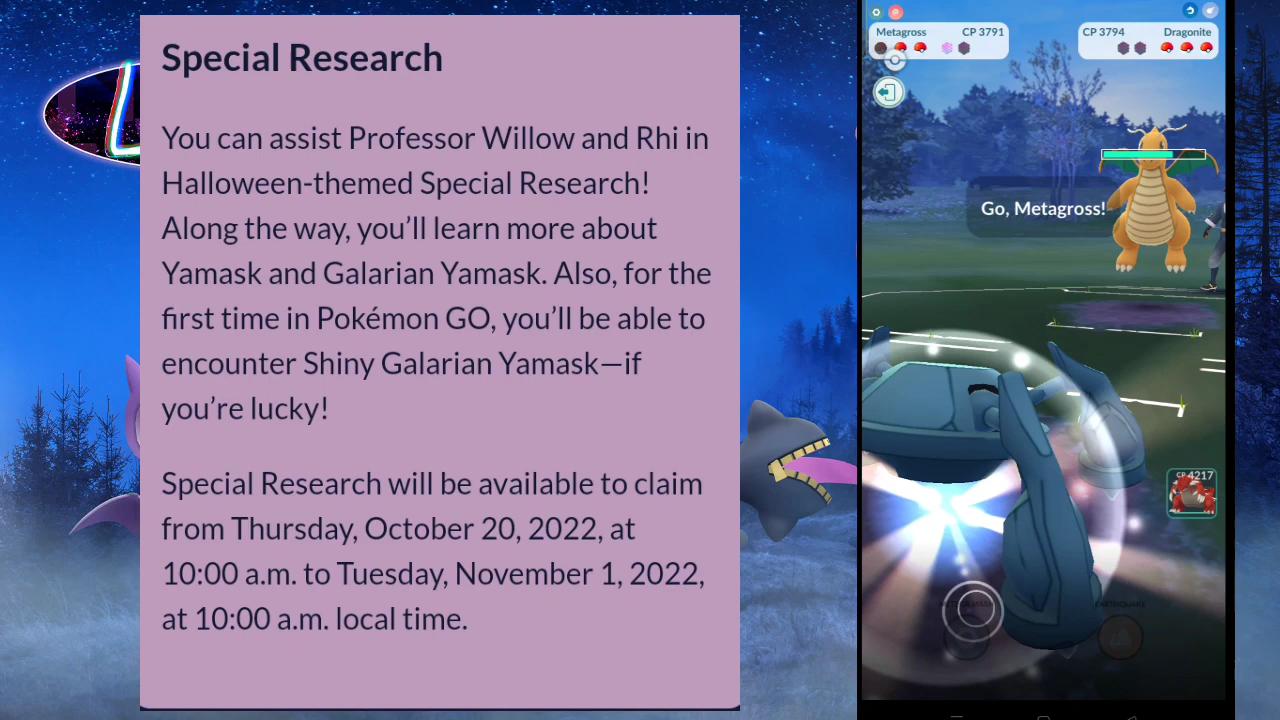 Special Research
You can assist Professor Willow and Rhi in
Halloween-themed Special Research!
Along the way, you’ll learn more about
Yamask and Galarian Yamask. Also, for the
first time in Pokémon GO, you’ll be able to
encounter Shiny Galarian Yamask—if
you’re lucky!
Special Research will be available to claim
from Thursday, October 20, 2022, at
10:00 a.m. to Tuesday, November 1, 2022,
at 10:00 a.m. local time.
Metagross CP 3791
CP 3794 Dragonite
Go, Metagross!
CP 4217
EARTHQUAKE